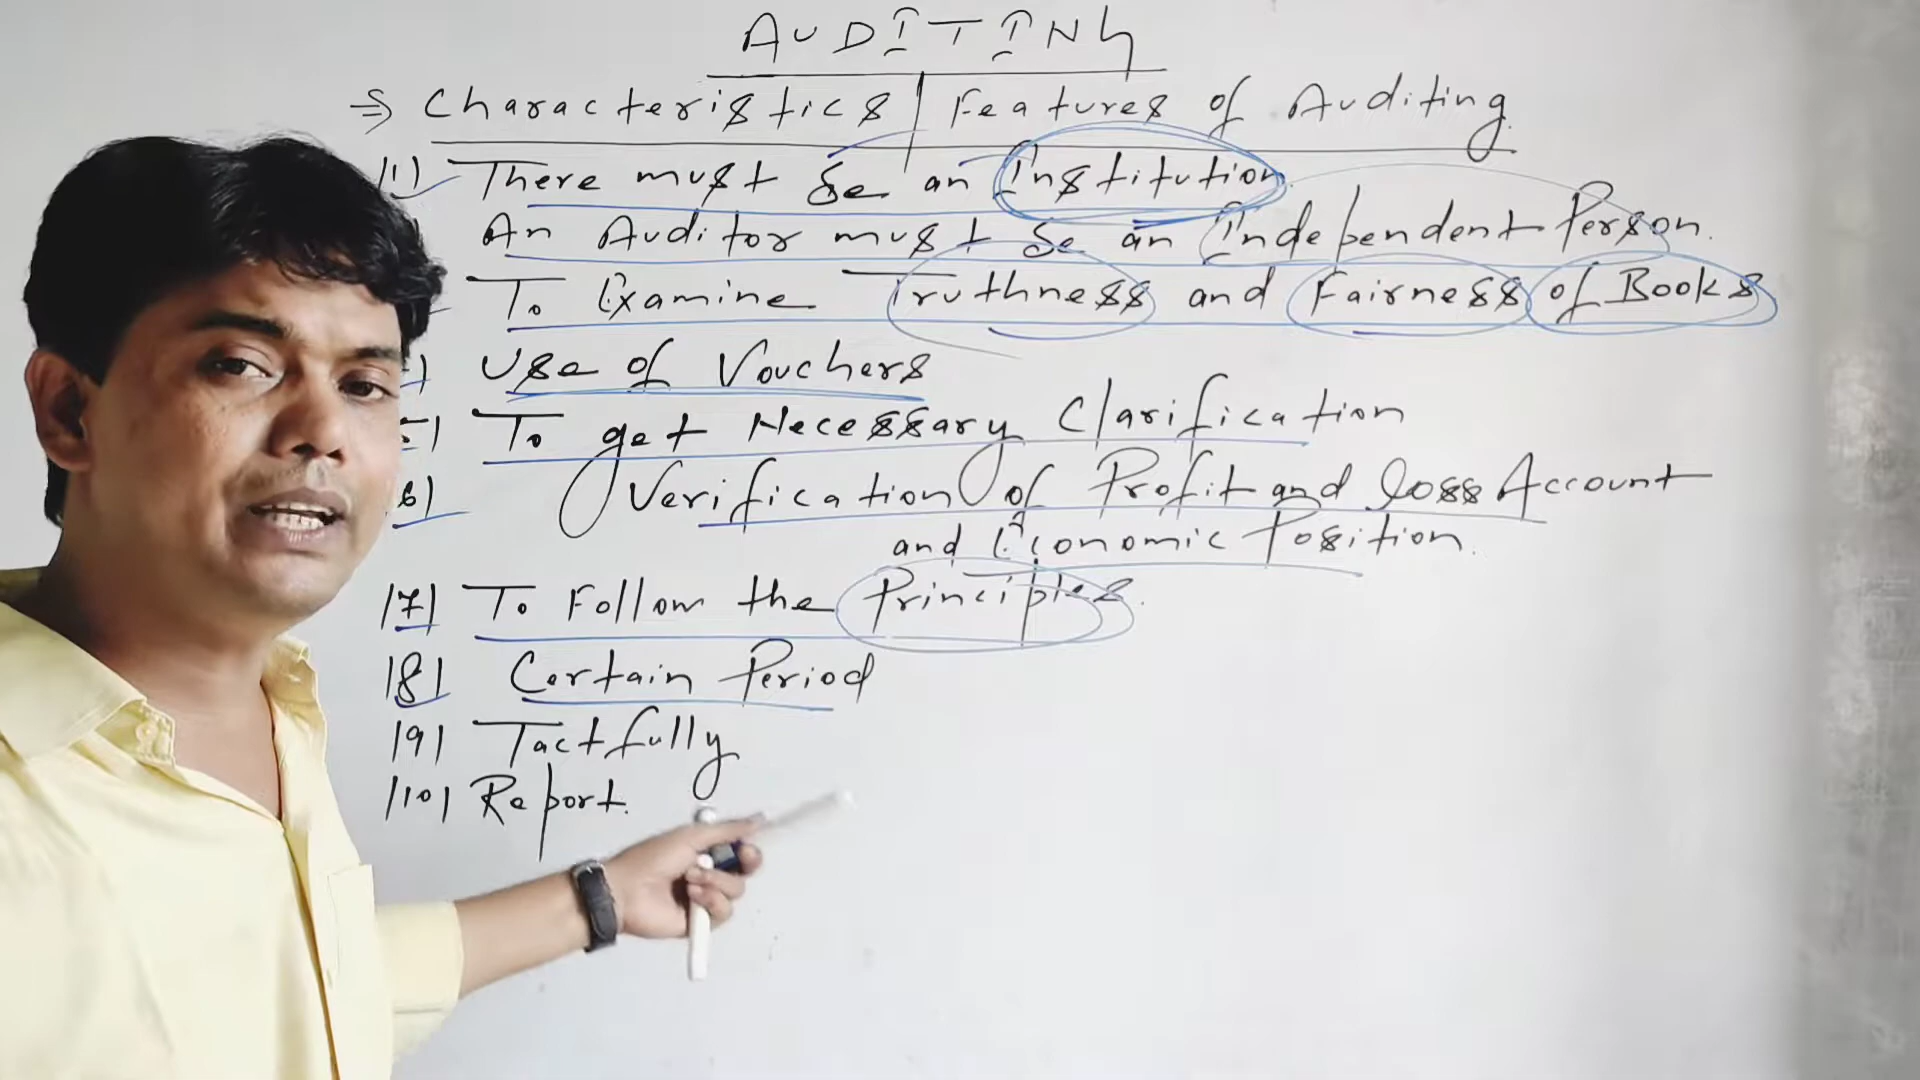 AUDITING
⇒ Characteristics | Features of Auditing
(1) There must be an Institution.
An Auditor must be an Independent Person.
To Examine Truthness and Fairness of Books
Use of Vouchers
To get Necessary Clarification
(6) Verification of Profit and loss Account
and Economic Position.
(7) To Follow the Principles.
(8) Certain Period
(9) Tactfully
(10) Report.